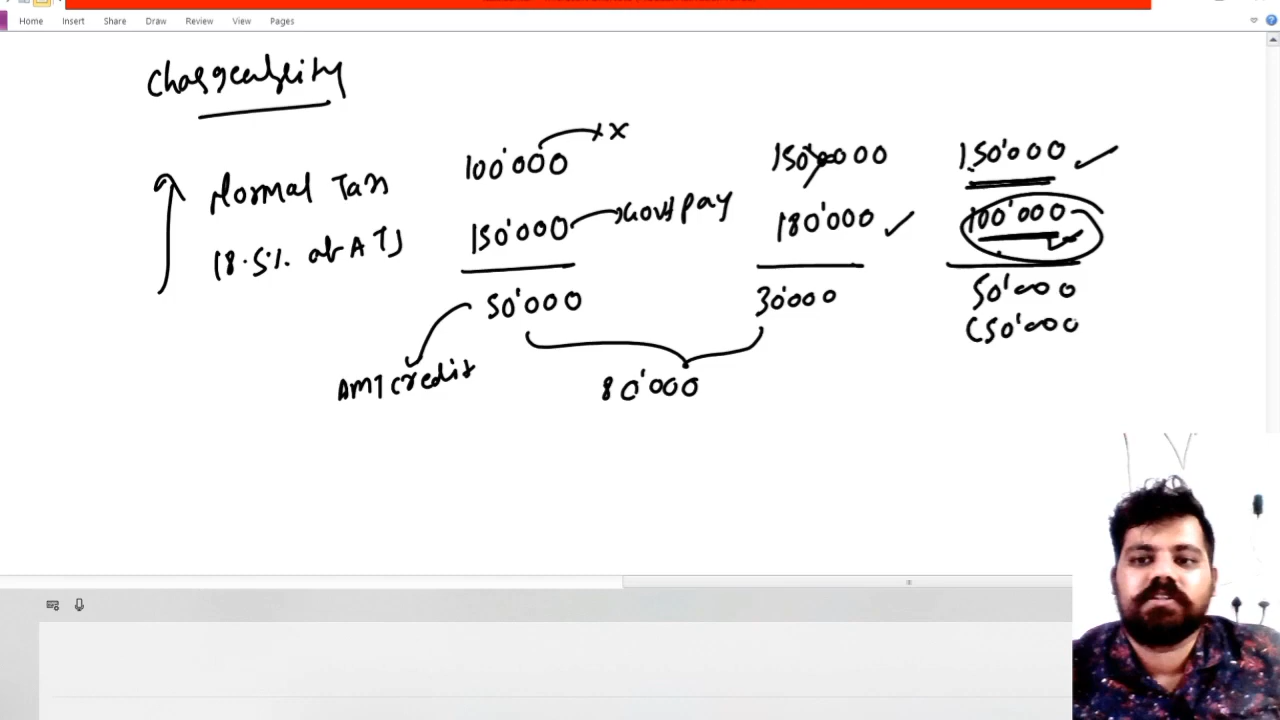 Home Insert Share Draw Review View Pages
Chargeability
Normal Tax 100'000 x 150'000 150'000
18.5% of ATI 150'000 Govt pay 180'000 100'000
50'000 30'000 50'000
(50'000
AMT credit 80'000